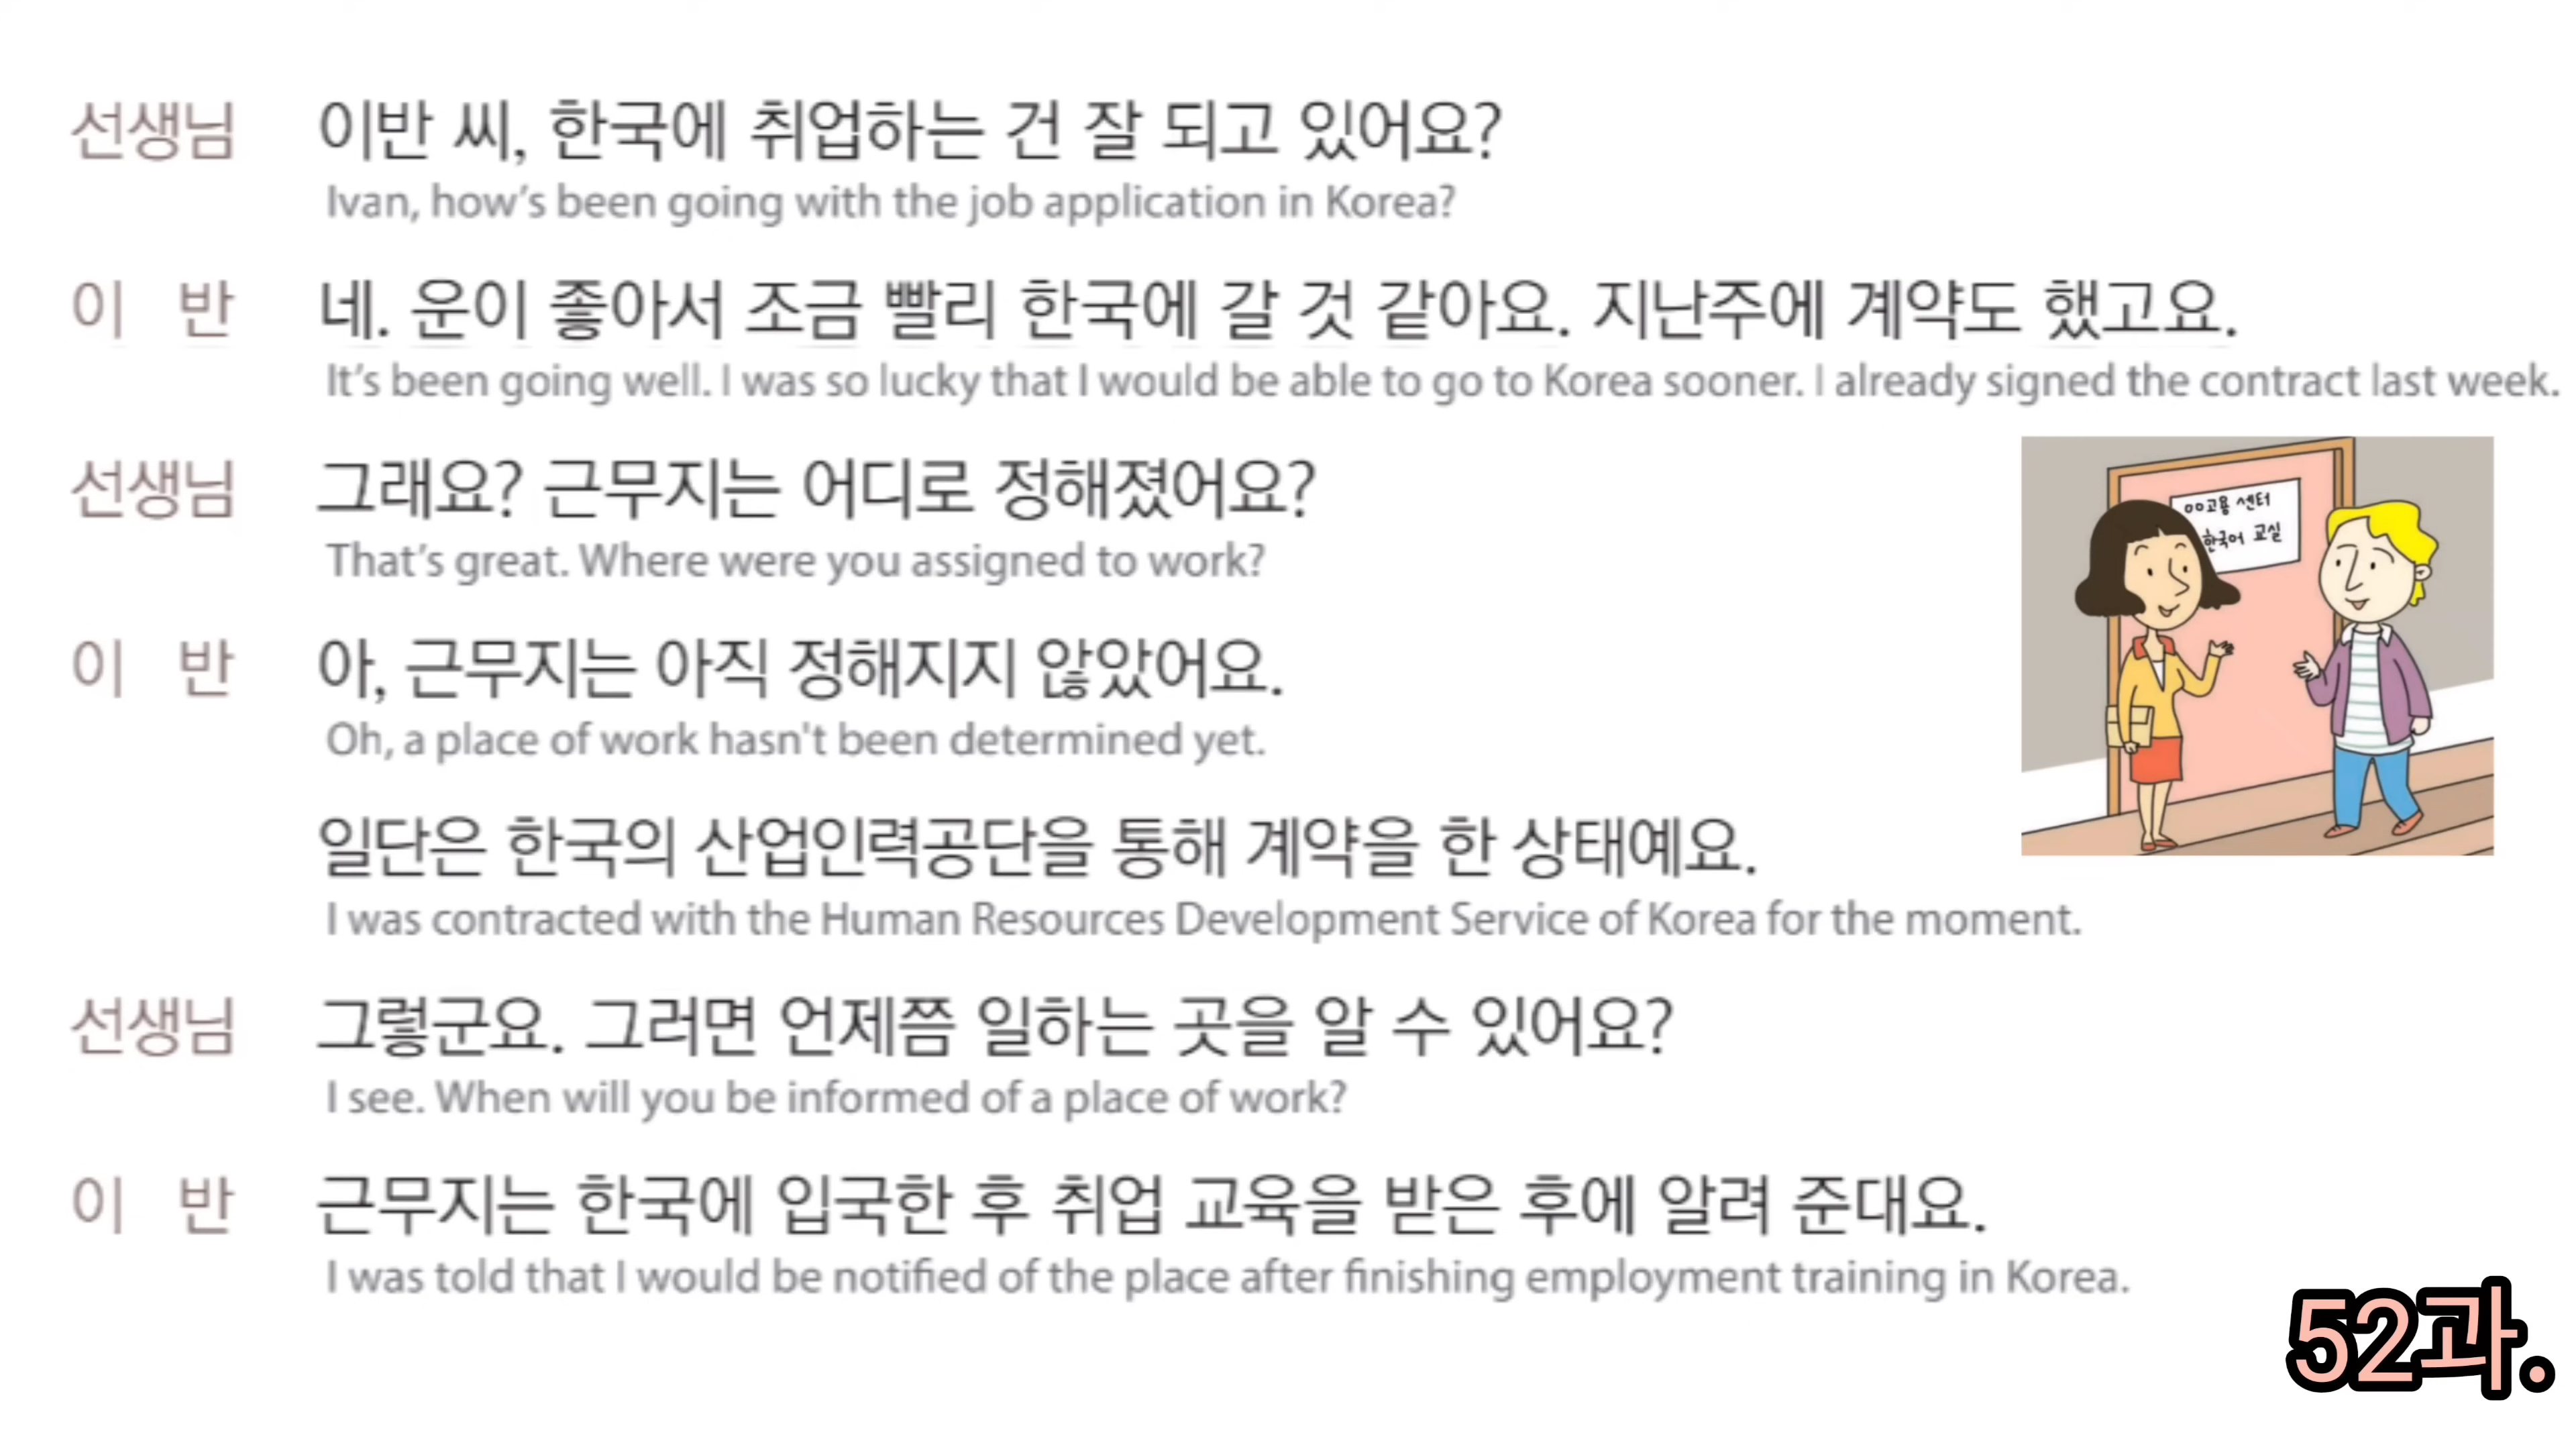 선생님 이반 씨, 한국에 취업하는 건 잘 되고 있어요?
Ivan, how's been going with the job application in Korea?
이 반 네. 운이 좋아서 조금 빨리 한국에 갈 것 같아요. 지난주에 계약도 했고요.
It's been going well. I was so lucky that I would be able to go to Korea sooner. I already signed the contract last week.
선생님 그래요? 근무지는 어디로 정해졌어요?
That's great. Where were you assigned to work?
OO고용 센터
한국어 교실
이 반 아, 근무지는 아직 정해지지 않았어요.
Oh, a place of work hasn't been determined yet.
일단은 한국의 산업인력공단을 통해 계약을 한 상태예요.
I was contracted with the Human Resources Development Service of Korea for the moment.
선생님 그렇군요. 그러면 언제쯤 일하는 곳을 알 수 있어요?
I see. When will you be informed of a place of work?
이 반 근무지는 한국에 입국한 후 취업 교육을 받은 후에 알려 준대요.
I was told that I would be notified of the place after finishing employment training in Korea.
52과.